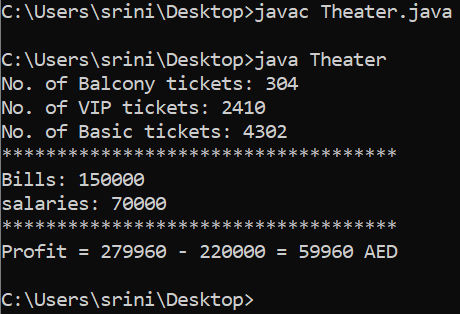 C:\Users\srini\Desktop>javac Theater.java
C:\Users\srini\Desktop>java Theater
No. of Balcony tickets: 304
No. of VIP tickets: 2410
No. of Basic tickets: 4302
************************************
Bills: 150000
salaries: 70000
************************************
Profit = 279960 - 220000 = 59960 AED
C:\Users\srini\Desktop>